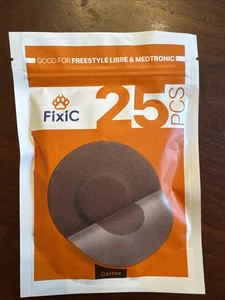 GOOD FOR FREESTYLE LIBRE & MEDTRONIC
FixiC
25
PCS
Coffee